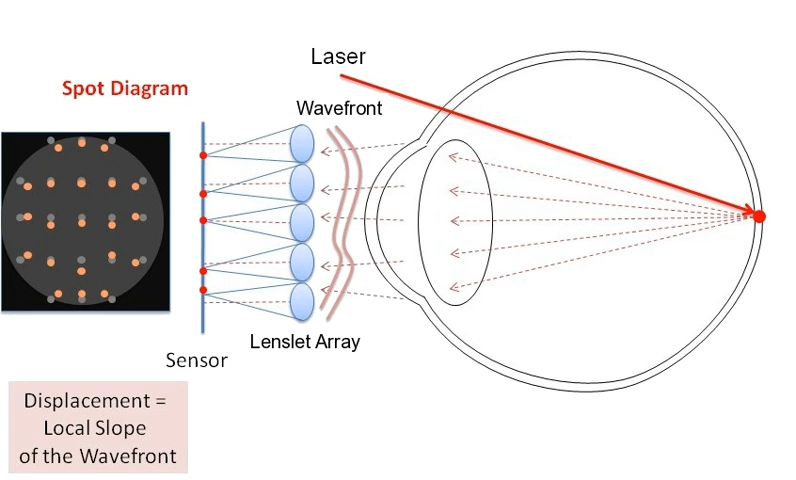 Laser
Spot Diagram
Wavefront
Lenslet Array
Sensor
Displacement =
Local Slope
of the Wavefront